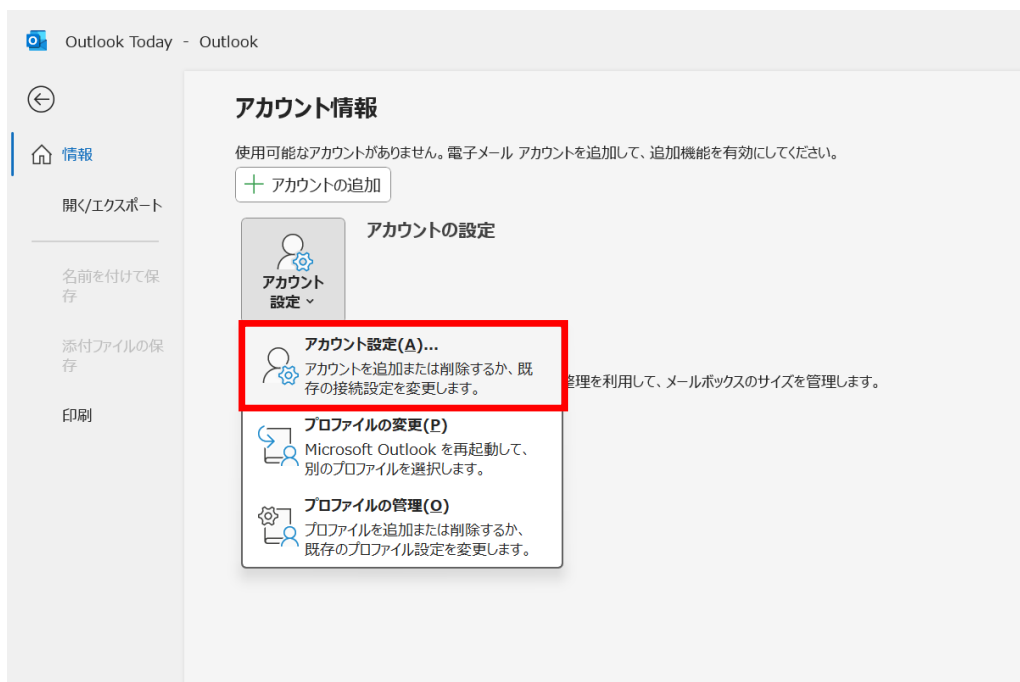 Outlook Today - Outlook
アカウント情報
情報
使用可能なアカウントがありません。電子メール アカウントを追加して、追加機能を有効にしてください。
アカウントの追加
開く/エクスポート
アカウントの設定
アカウント
設定
名前を付けて保
存
添付ファイルの保
存
印刷
アカウント設定(A)...
アカウントを追加または削除するか、既
存の接続設定を変更します。
整理を利用して、メールボックスのサイズを管理します。
プロファイルの変更(P)
Microsoft Outlook を再起動して、
別のプロファイルを選択します。
プロファイルの管理(O)
プロファイルを追加または削除するか、
既存のプロファイル設定を変更します。